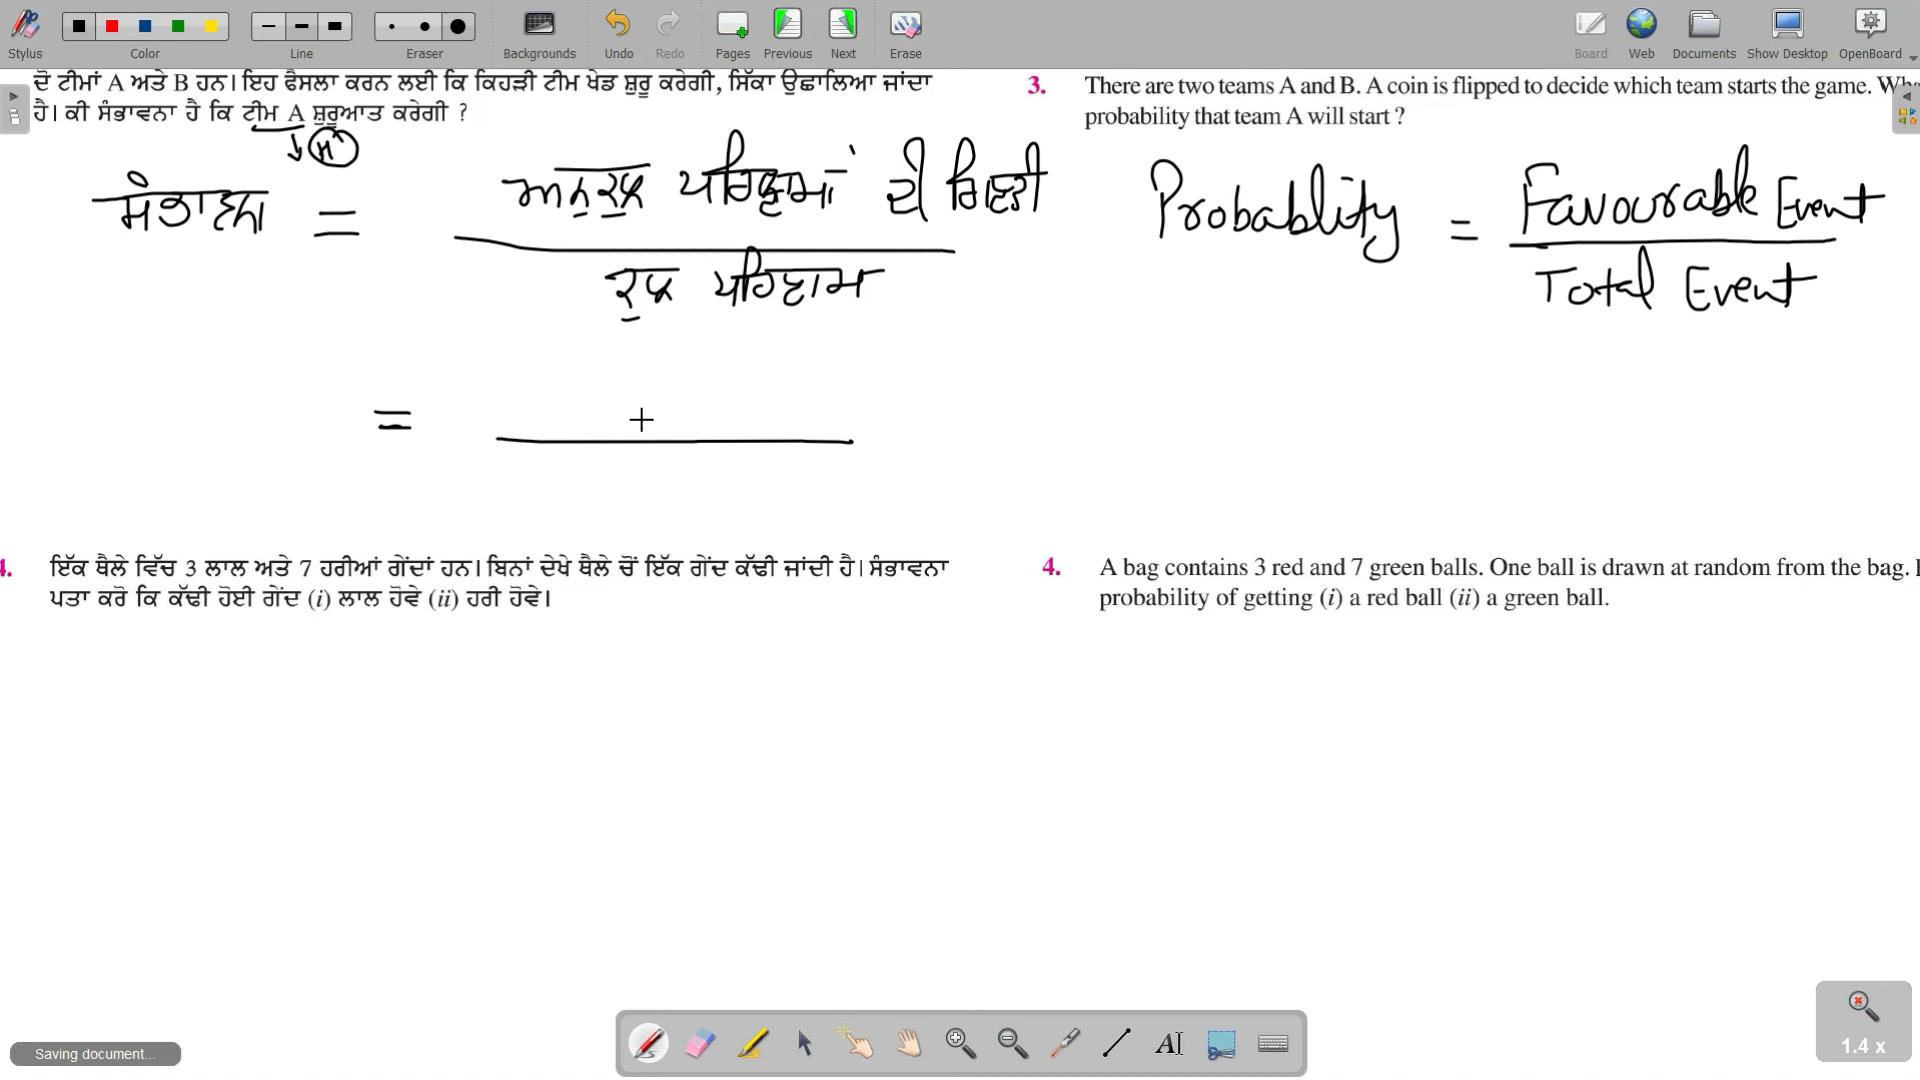 Stylus
Color
Line
Eraser
Backgrounds
Undo
Redo
Pages
Previous
Next
Erase
Board
Web
Documents
Show Desktop
OpenBoard
ਦੋ ਟੀਮਾਂ A ਅਤੇ B ਹਨ। ਇਹ ਫੈਸਲਾ ਕਰਨ ਲਈ ਕਿ ਕਿਹੜੀ ਟੀਮ ਖੇਡ ਸ਼ੁਰੂ ਕਰੇਗੀ, ਸਿੱਕਾ ਉਛਾਲਿਆ ਜਾਂਦਾ
ਹੈ। ਕੀ ਸੰਭਾਵਨਾ ਹੈ ਕਿ ਟੀਮ A ਸ਼ੁਰੂਆਤ ਕਰੇਗੀ ?
= ਅਨੁਕੂਲ ਪਰਿਣਾਮਾਂ ਦੀ ਗਿਣਤੀ
ਕੁਲ ਪਰਿਣਾਮ
=
3. There are two teams A and B. A coin is flipped to decide which team starts the game.
probability that team A will start ?
Probablity = Favourable Event
Total Event
4. ਇੱਕ ਥੈਲੇ ਵਿੱਚ 3 ਲਾਲ ਅਤੇ 7 ਹਰੀਆਂ ਗੇਂਦਾਂ ਹਨ। ਬਿਨਾਂ ਦੇਖੇ ਥੈਲੇ ਚੋਂ ਇੱਕ ਗੇਂਦ ਕੱਢੀ ਜਾਂਦੀ ਹੈ। ਸੰਭਾਵਨਾ
ਪਤਾ ਕਰੋ ਕਿ ਕੱਢੀ ਹੋਈ ਗੇਂਦ (i) ਲਾਲ ਹੋਵੇ (ii) ਹਰੀ ਹੋਵੇ।
4. A bag contains 3 red and 7 green balls. One ball is drawn at random from the bag.
probability of getting (i) a red ball (ii) a green ball.
Saving document...
1.4 x